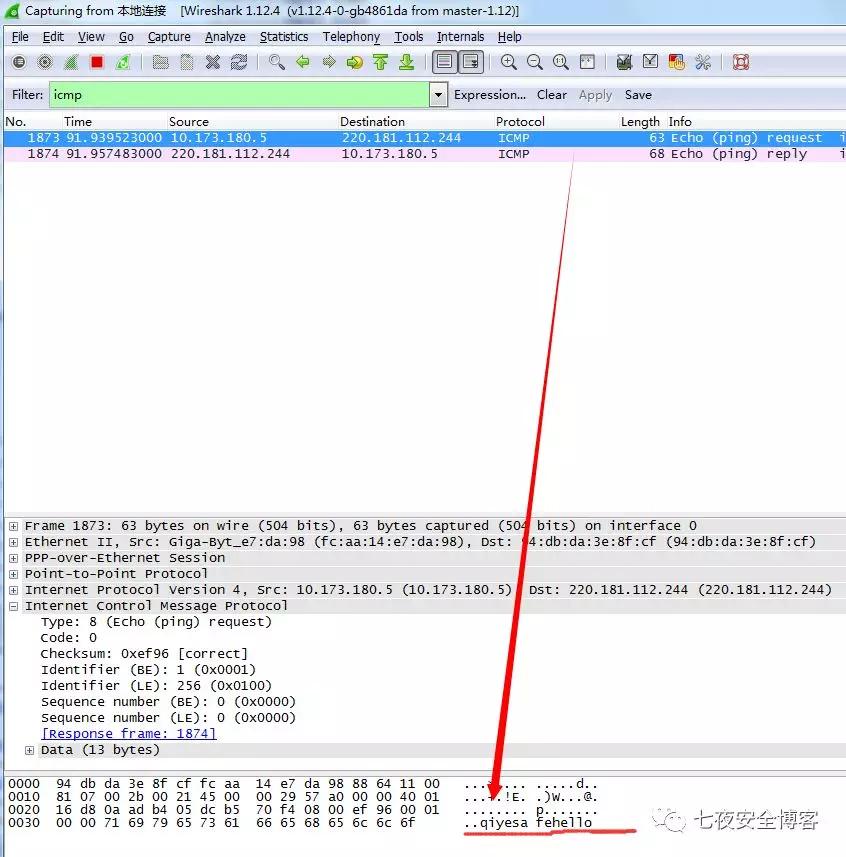 Capturing from 本地连接 [Wireshark 1.12.4 (v1.12.4-0-gb4861da from master-1.12)]
File Edit View Go Capture Analyze Statistics Telephony Tools Internals Help
Filter: icmp Expression... Clear Apply Save
No. Time Source Destination Protocol Length Info
1873 91.939523000 10.173.180.5 220.181.112.244 ICMP 63 Echo (ping) request i
1874 91.957483000 220.181.112.244 10.173.180.5 ICMP 68 Echo (ping) reply i
Frame 1873: 63 bytes on wire (504 bits), 63 bytes captured (504 bits) on interface 0
Ethernet II, Src: Giga-Byt_e7:da:98 (fc:aa:14:e7:da:98), Dst: 94:db:da:3e:8f:cf (94:db:da:3e:8f:cf)
PPP-over-Ethernet Session
Point-to-Point Protocol
Internet Protocol Version 4, Src: 10.173.180.5 (10.173.180.5), Dst: 220.181.112.244 (220.181.112.244)
Internet Control Message Protocol
Type: 8 (Echo (ping) request)
Code: 0
Checksum: 0xef96 [correct]
Identifier (BE): 1 (0x0001)
Identifier (LE): 256 (0x0100)
Sequence number (BE): 0 (0x0000)
Sequence number (LE): 0 (0x0000)
[Response frame: 1874]
Data (13 bytes)
0000 94 db da 3e 8f cf fc aa 14 e7 da 98 88 64 11 00 ...>.... .....d..
0010 81 07 00 2b 00 21 45 00 00 29 57 a0 00 00 40 01 ...+.!E. .)W...@.
0020 16 d8 0a ad b4 05 dc b5 70 f4 08 00 ef 96 00 01 ........ p.......
0030 00 00 71 69 79 65 73 61 66 65 68 65 6c 6c 6f ..qiyesa fehello
七夜安全博客